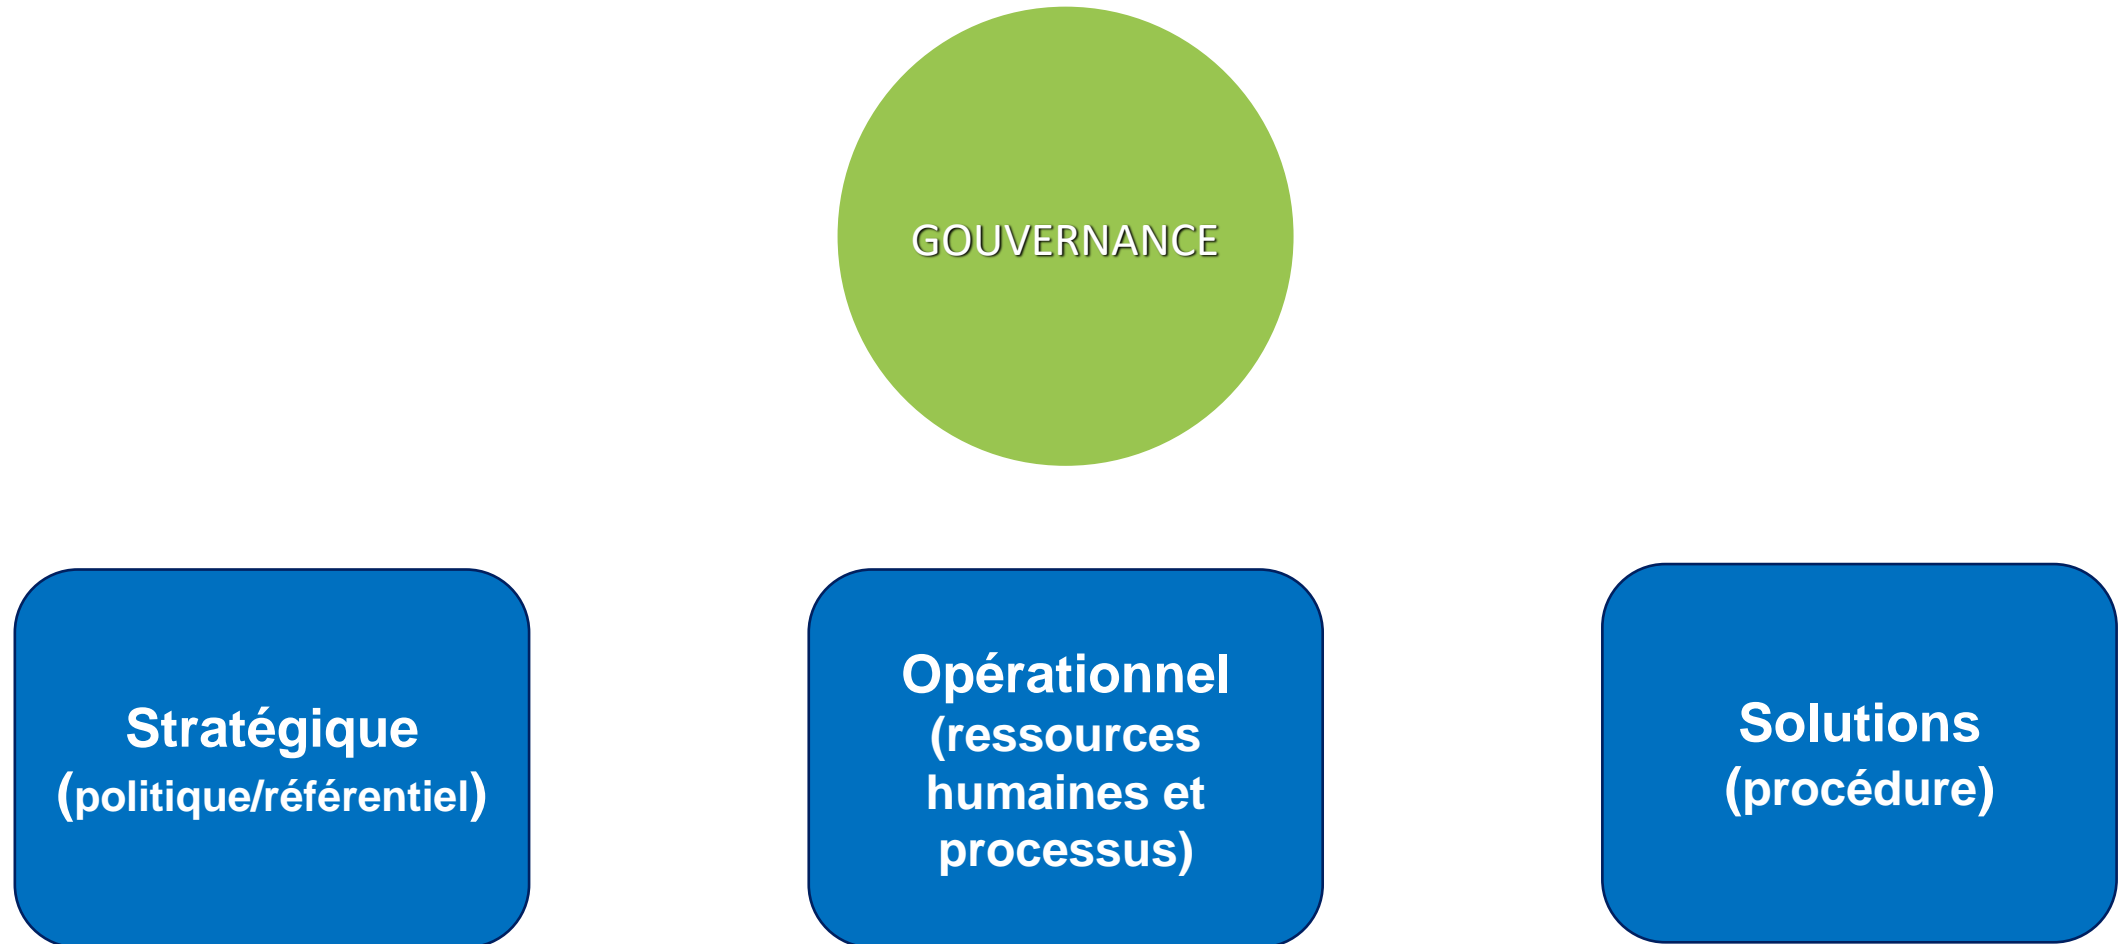 GOUVERNANCE
Stratégique
(politique/référentiel)
Opérationnel
(ressources
humaines et
processus)
Solutions
(procédure)